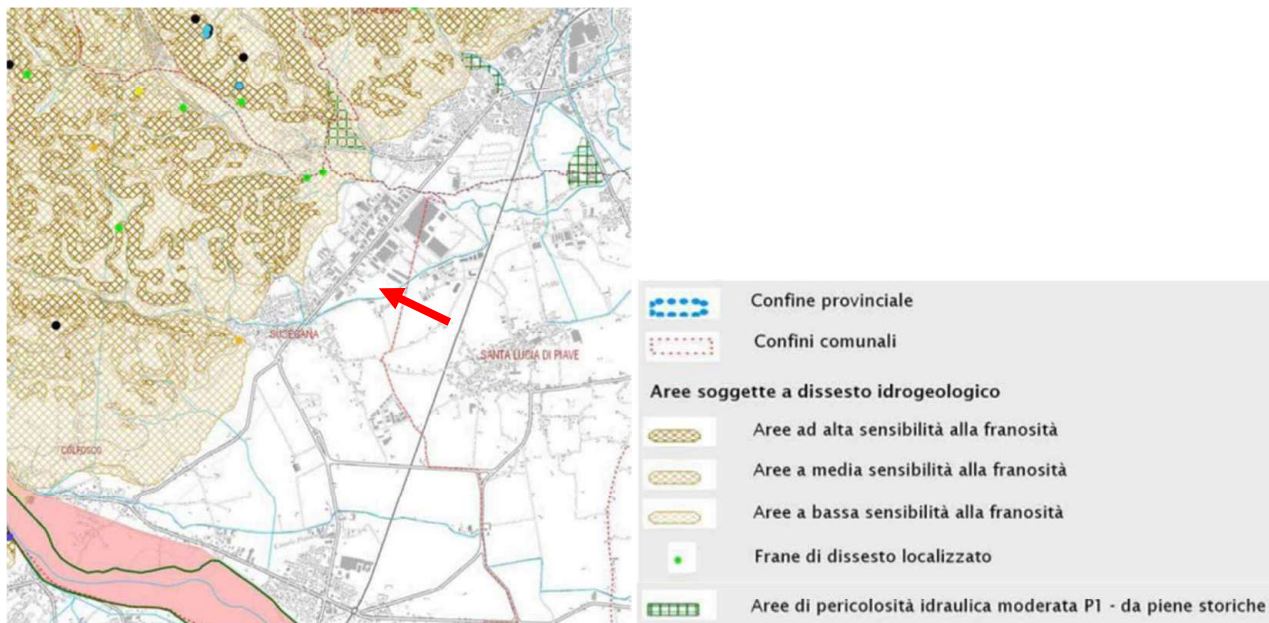 SUSEGANA
SANTA LUCIA DI PIAVE
COLFOSCO
Confine provinciale
Confini comunali
Aree soggette a dissesto idrogeologico
Aree ad alta sensibilità alla franosità
Aree a media sensibilità alla franosità
Aree a bassa sensibilità alla franosità
Frane di dissesto localizzato
Aree di pericolosità idraulica moderata P1 - da piene storiche